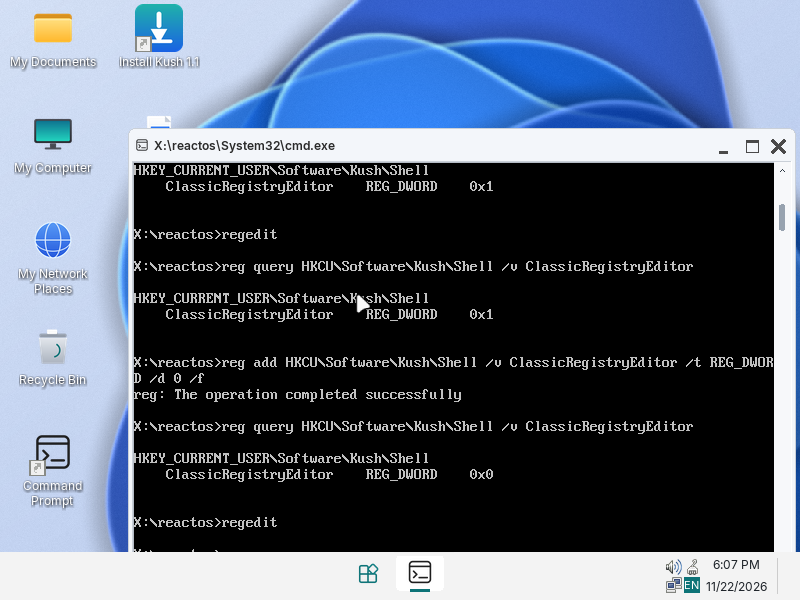 My Documents
Install Kush 1.1
My Computer
My Network
Places
Recycle Bin
Command
Prompt
X:\reactos\System32\cmd.exe
HKEY_CURRENT_USER\Software\Kush\Shell
    ClassicRegistryEditor    REG_DWORD    0x1
X:\reactos>regedit
X:\reactos>reg query HKCU\Software\Kush\Shell /v ClassicRegistryEditor
HKEY_CURRENT_USER\Software\Kush\Shell
    ClassicRegistryEditor    REG_DWORD    0x1
X:\reactos>reg add HKCU\Software\Kush\Shell /v ClassicRegistryEditor /t REG_DWOR
D /d 0 /f
reg: The operation completed successfully
X:\reactos>reg query HKCU\Software\Kush\Shell /v ClassicRegistryEditor
HKEY_CURRENT_USER\Software\Kush\Shell
    ClassicRegistryEditor    REG_DWORD    0x0
X:\reactos>regedit
6:07 PM
EN
11/22/2026